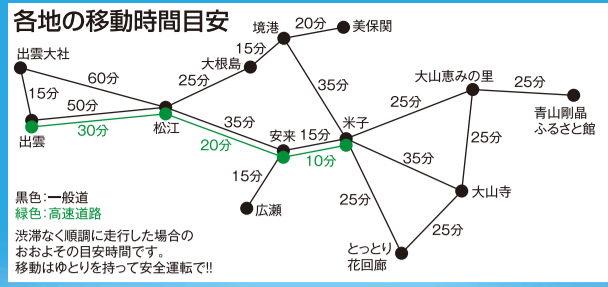 各地の移動時間目安
境港
20分
美保関
出雲大社
15分
大根島
60分
25分
35分
大山恵みの里
25分
15分
50分
米子
25分
青山剛昌
ふるさと館
30分
松江
35分
安来
15分
出雲
20分
10分
25分
35分
15分
25分
大山寺
黒色：一般道
広瀬
緑色：高速道路
25分
とっとり
花回廊
渋滞なく順調に走行した場合の
おおよその目安時間です。
移動はゆとりを持って安全運転で!!